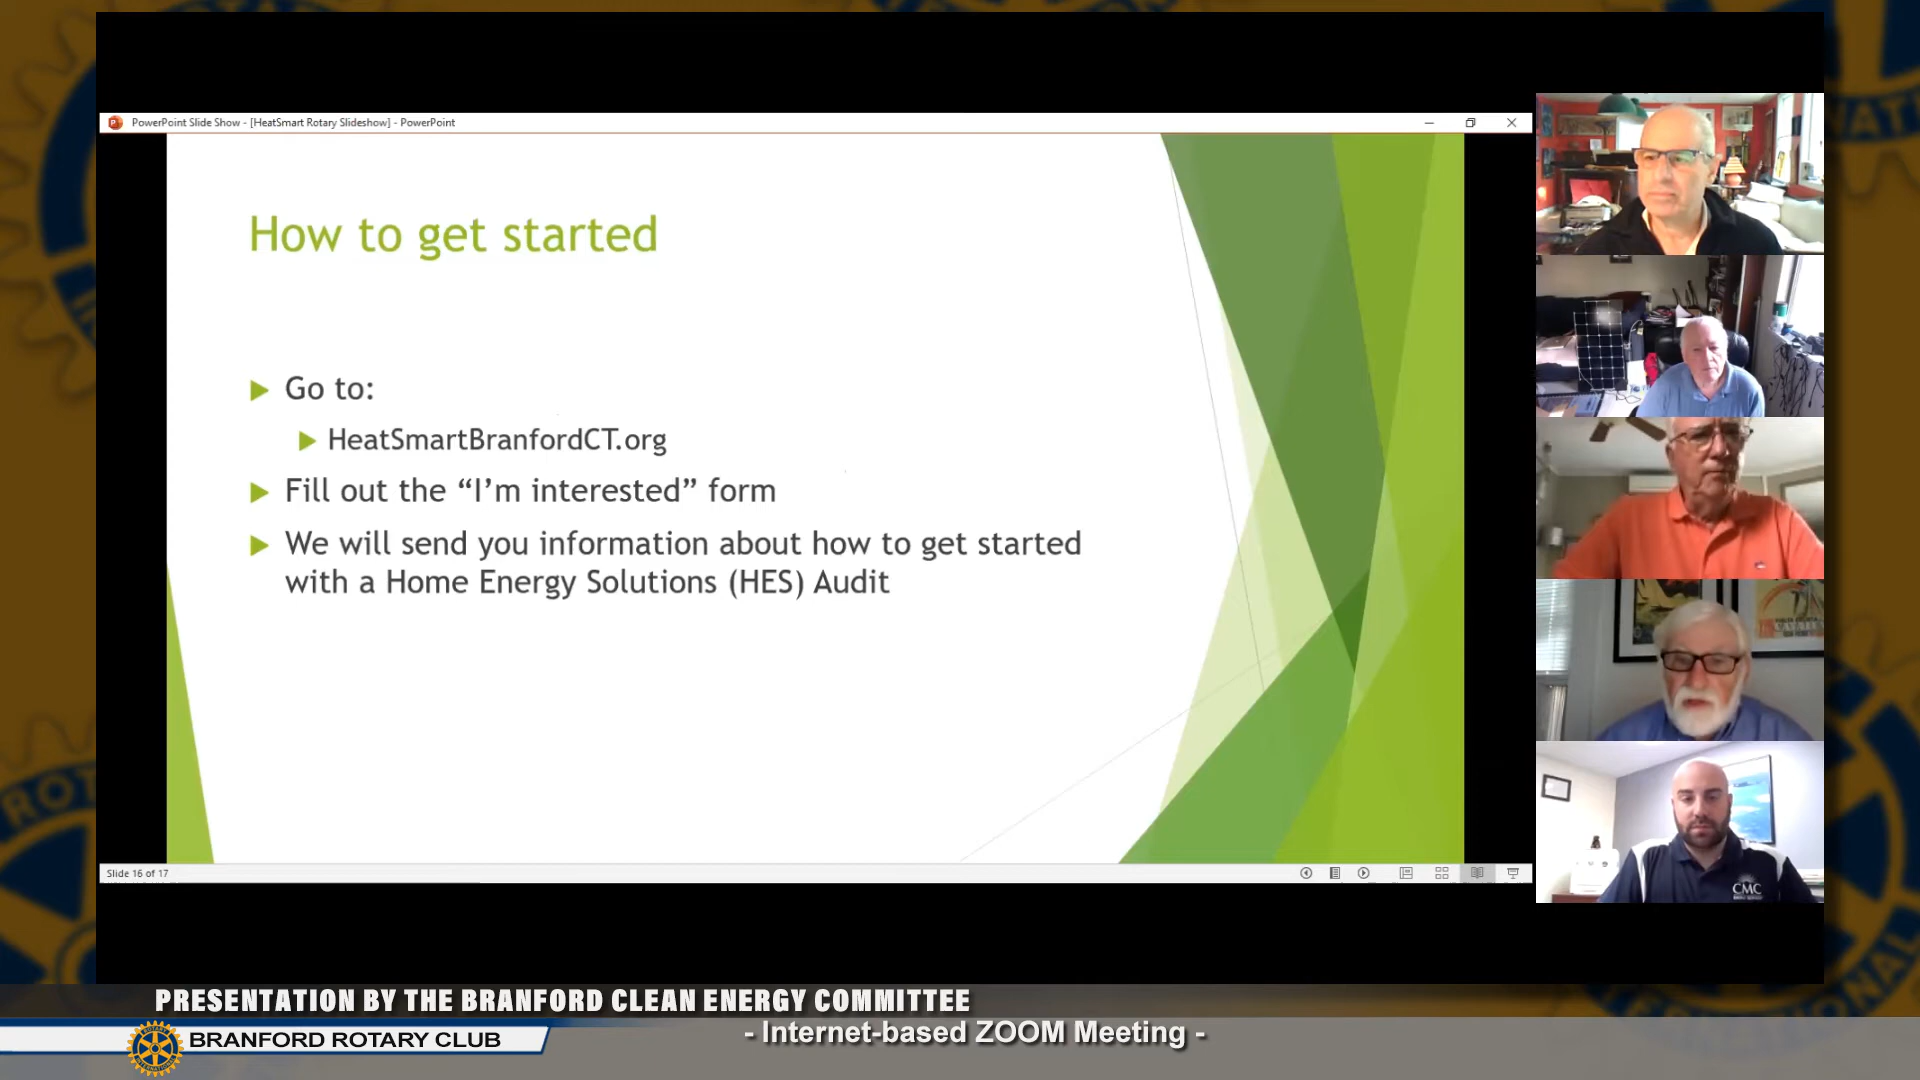 PowerPoint Slide Show - [HeatSmart Rotary Slideshow] - PowerPoint
How to get started
Go to:
HeatSmartBranfordCT.org
Fill out the “I’m interested” form
We will send you information about how to get started
with a Home Energy Solutions (HES) Audit
Slide 16 of 17
CMC
PRESENTATION BY THE BRANFORD CLEAN ENERGY COMMITTEE
BRANFORD ROTARY CLUB
- Internet-based ZOOM Meeting -